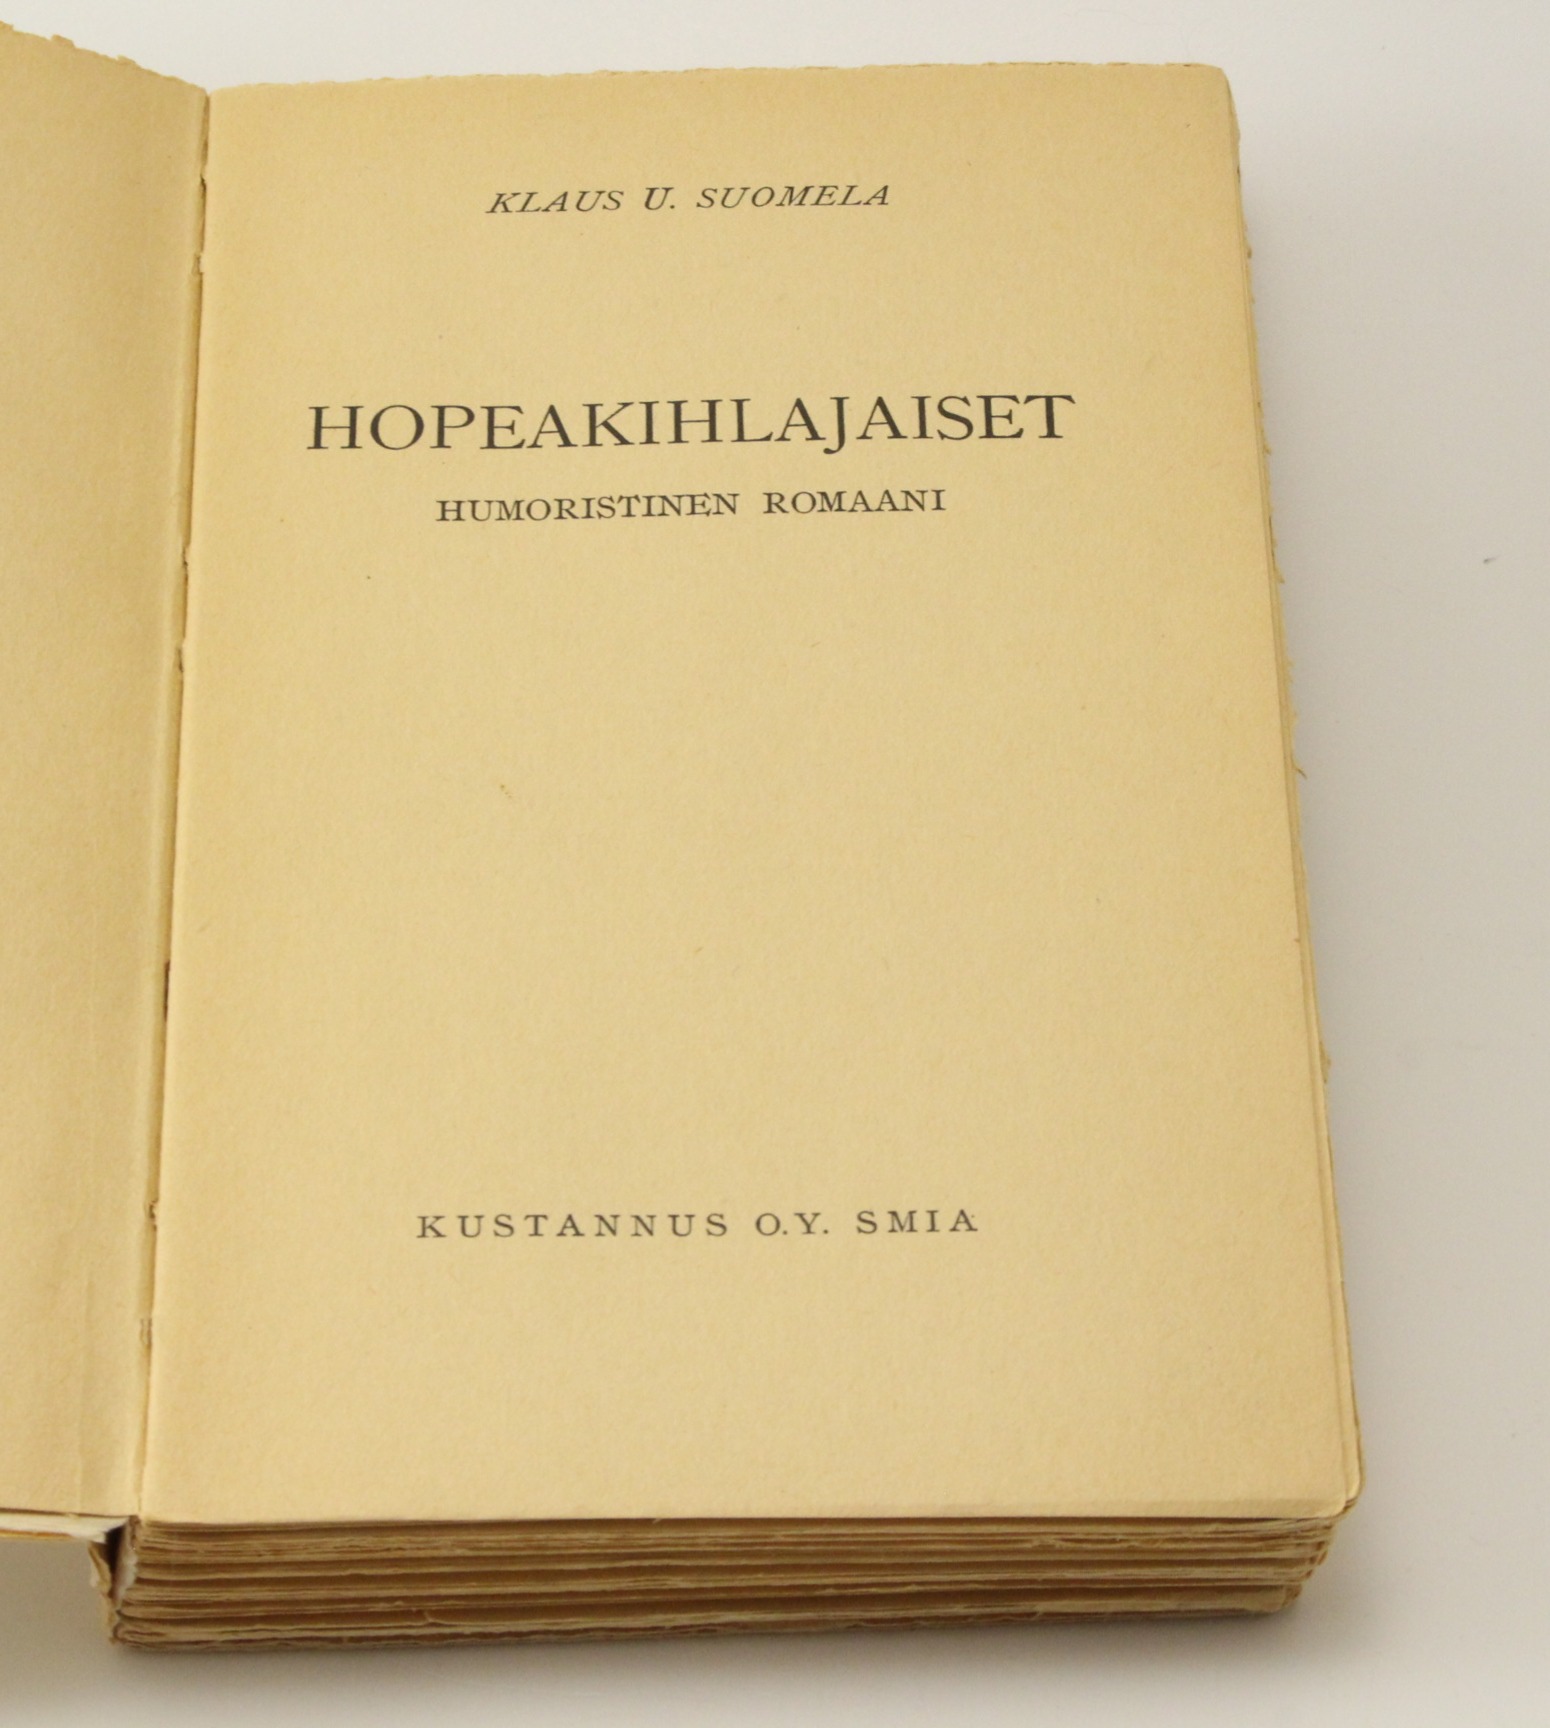 KLAUS U. SUOMELA
HOPEAKIHLAJAISET
HUMORISTINEN ROMAANI
KUSTANNUS O.Y. SMIA